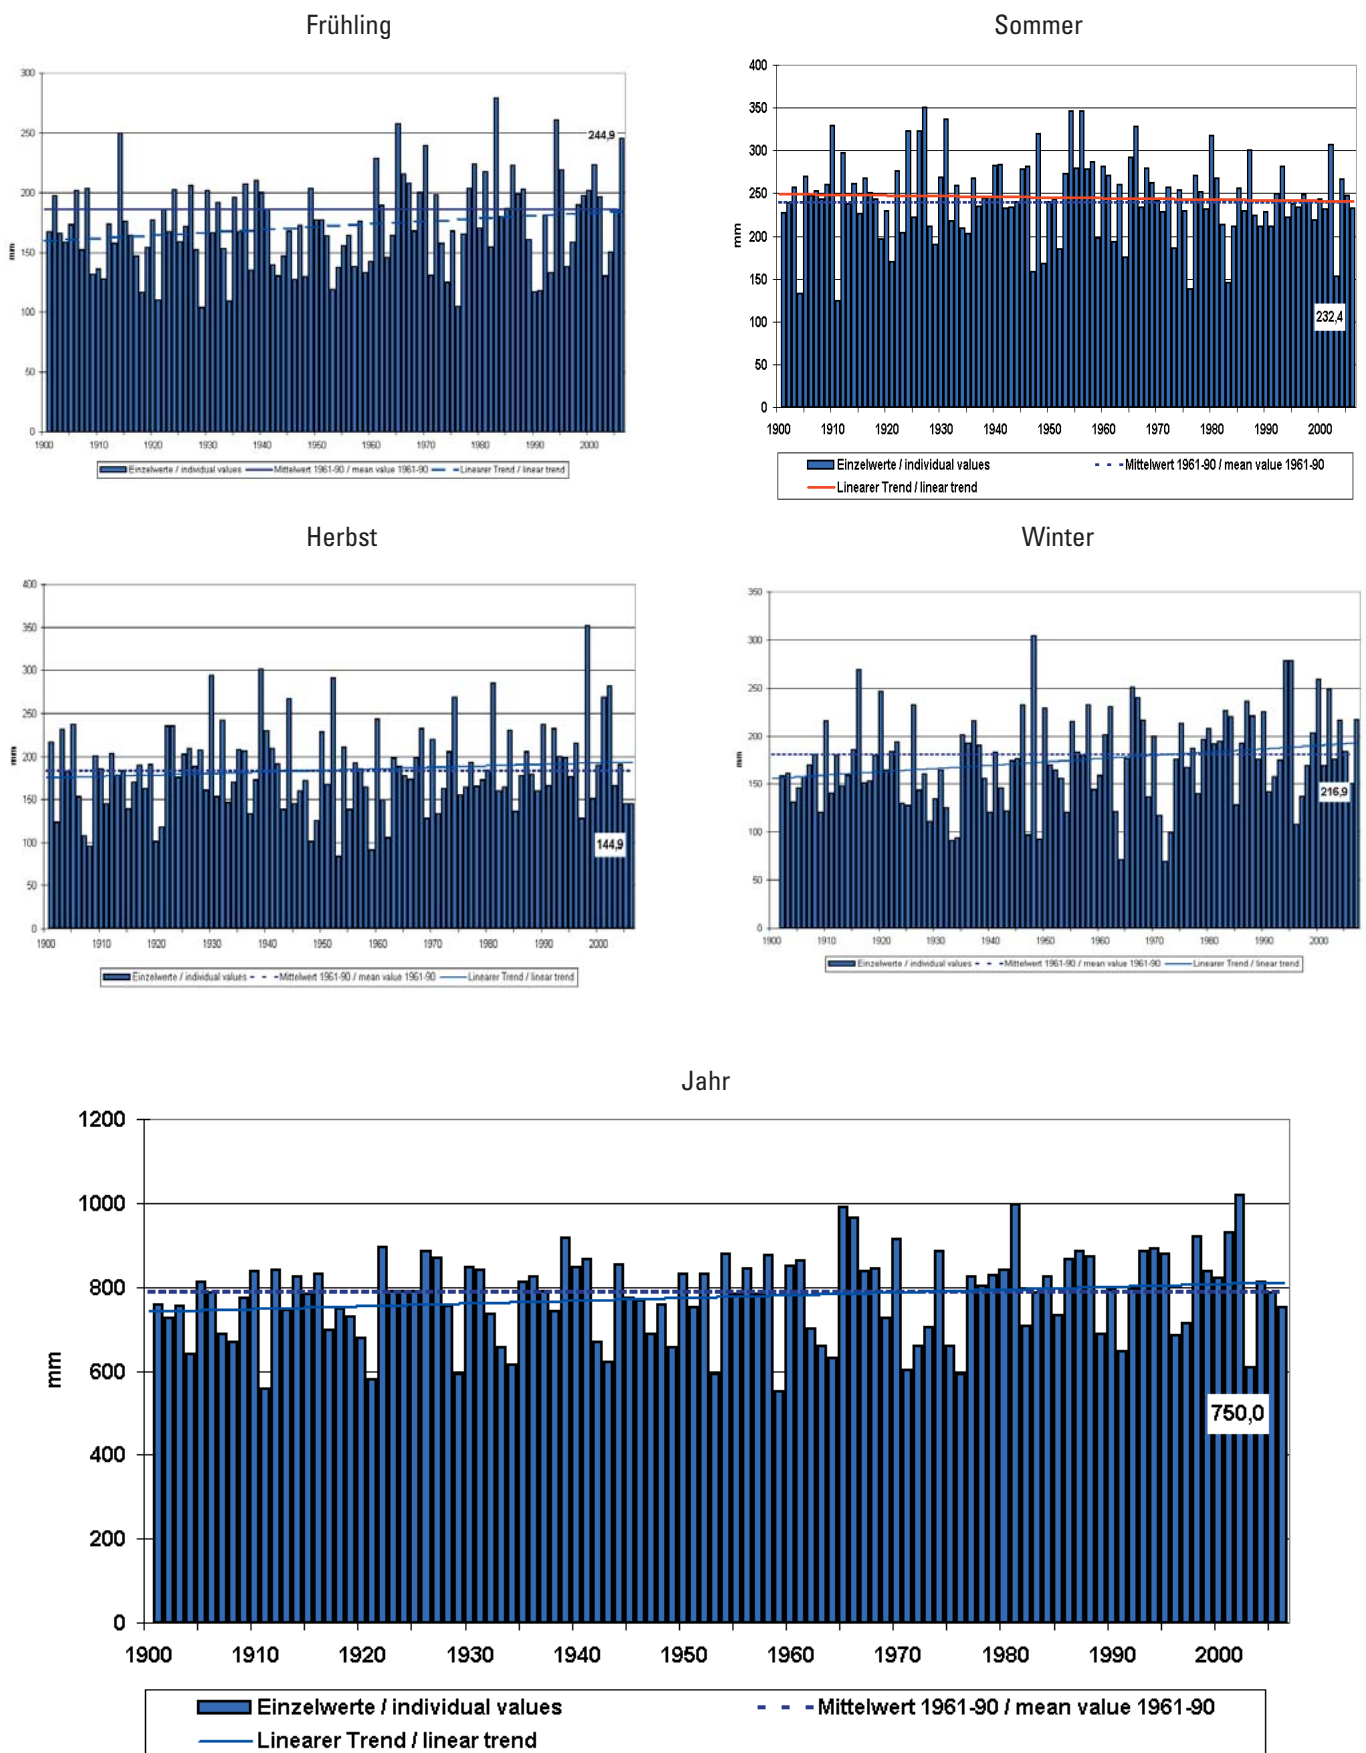 Frühling
300
250
200
150
100
50
0
mm
244,9
1900 1910 1920 1930 1940 1950 1960 1970 1980 1990 2000
Einzelwerte / individual values Mittelwert 1961-90 / mean value 1961-90 Linearer Trend / linear trend
Sommer
400
350
300
250
200
150
100
50
0
mm
232,4
1900 1910 1920 1930 1940 1950 1960 1970 1980 1990 2000
Einzelwerte / individual values Mittelwert 1961-90 / mean value 1961-90
Linearer Trend / linear trend
Herbst
400
350
300
250
200
150
100
50
0
mm
144,9
1900 1910 1920 1930 1940 1950 1960 1970 1980 1990 2000
Einzelwerte / individual values Mittelwert 1961-90 / mean value 1961-90 Linearer Trend / linear trend
Winter
350
300
250
200
150
100
50
0
mm
216,9
1900 1910 1920 1930 1940 1950 1960 1970 1980 1990 2000
Einzelwerte / individual values Mittelwert 1961-90 / mean value 1961-90 Linearer Trend / linear trend
Jahr
1200
1000
800
600
400
200
0
mm
750,0
1900 1910 1920 1930 1940 1950 1960 1970 1980 1990 2000
Einzelwerte / individual values Mittelwert 1961-90 / mean value 1961-90
Linearer Trend / linear trend